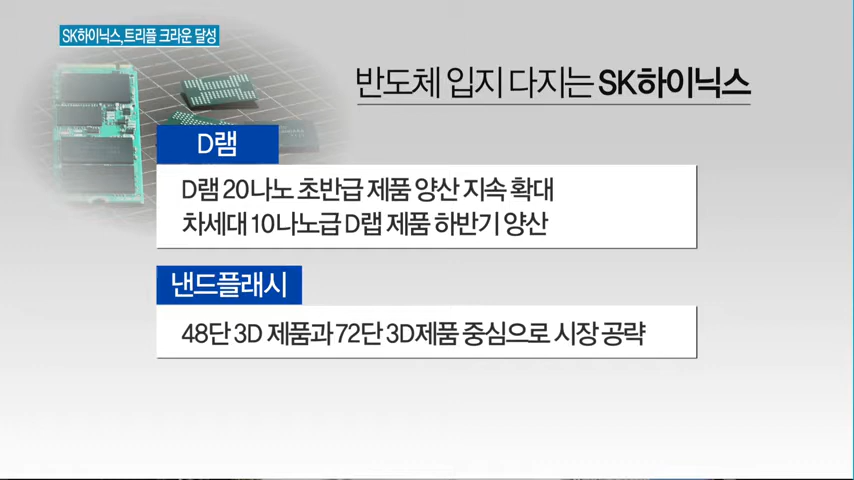 SK하이닉스,트리플 크라운 달성
반도체 입지 다지는 SK하이닉스
D램
D램 20나노 초반급 제품 양산 지속 확대
차세대 10나노급 D랩 제품 하반기 양산
낸드플래시
48단 3D 제품과 72단 3D제품 중심으로 시장 공략